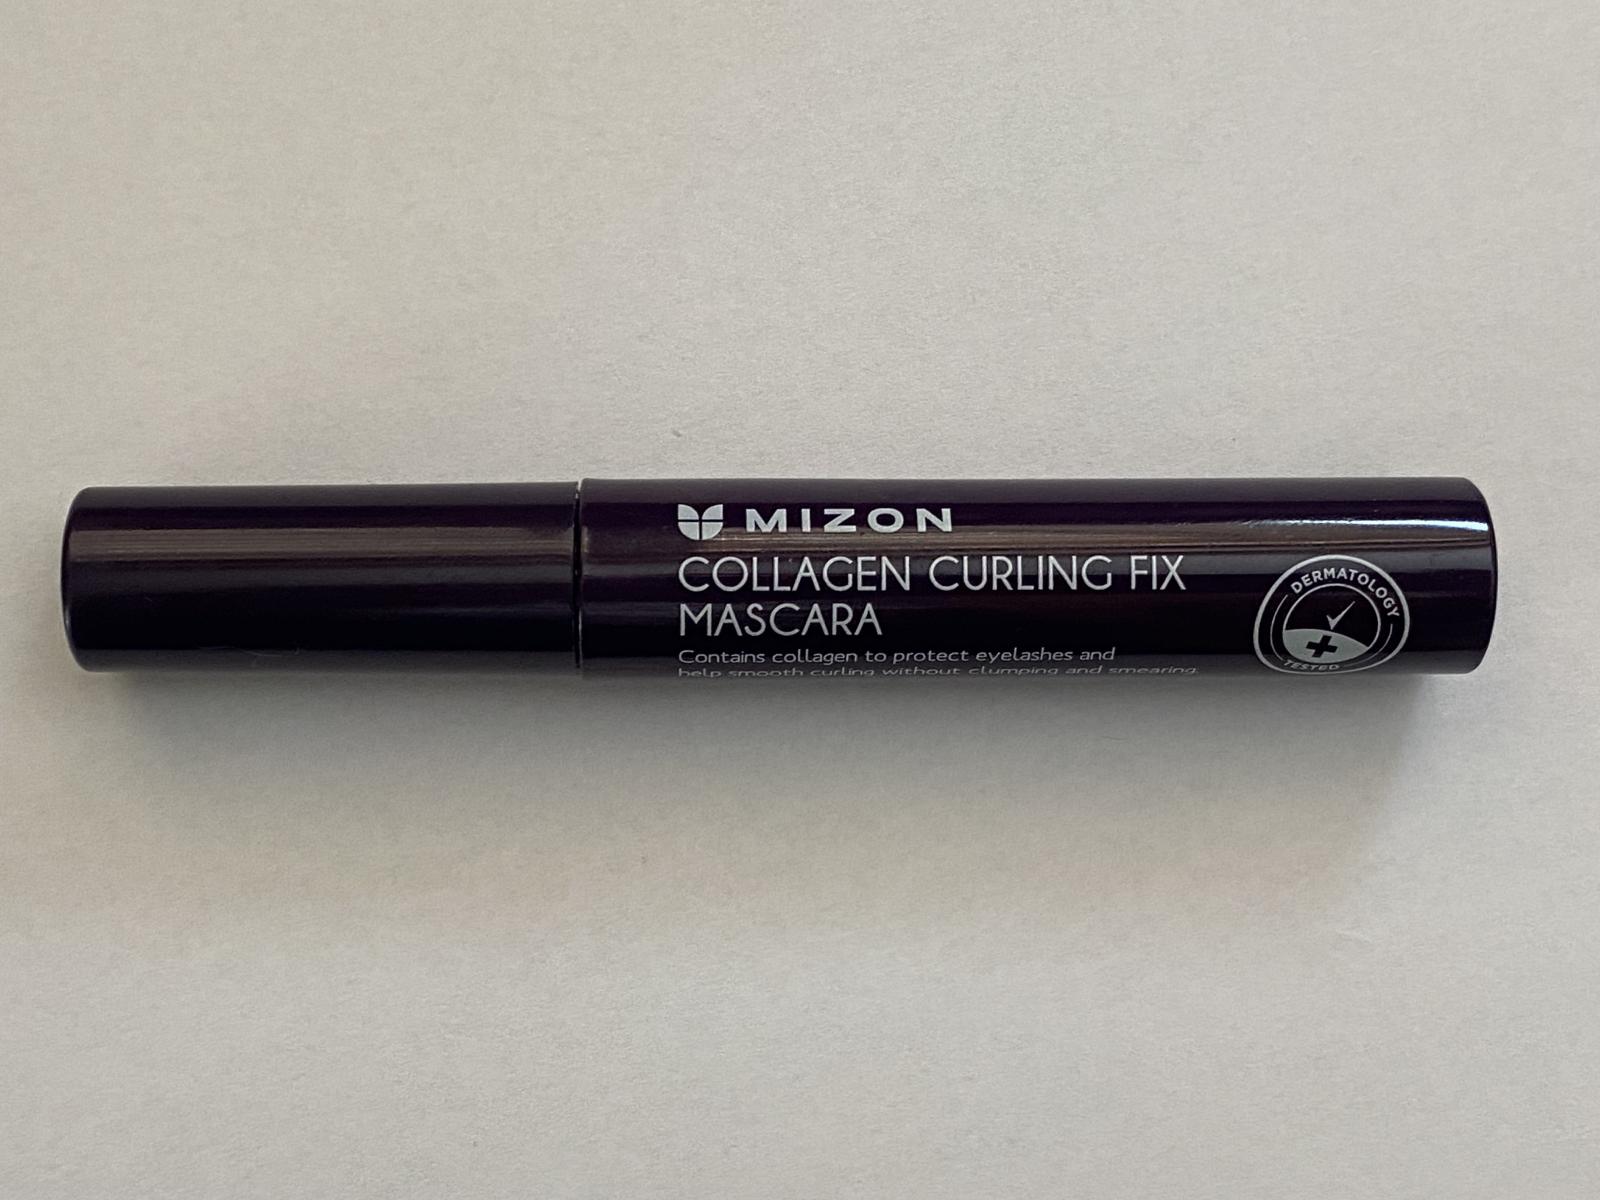 MIZON
COLLAGEN CURLING FIX
MASCARA
Contains collagen to protect eyelashes and
help smooth curling without clumping and smearing.
DERMATOLOGY
TESTED